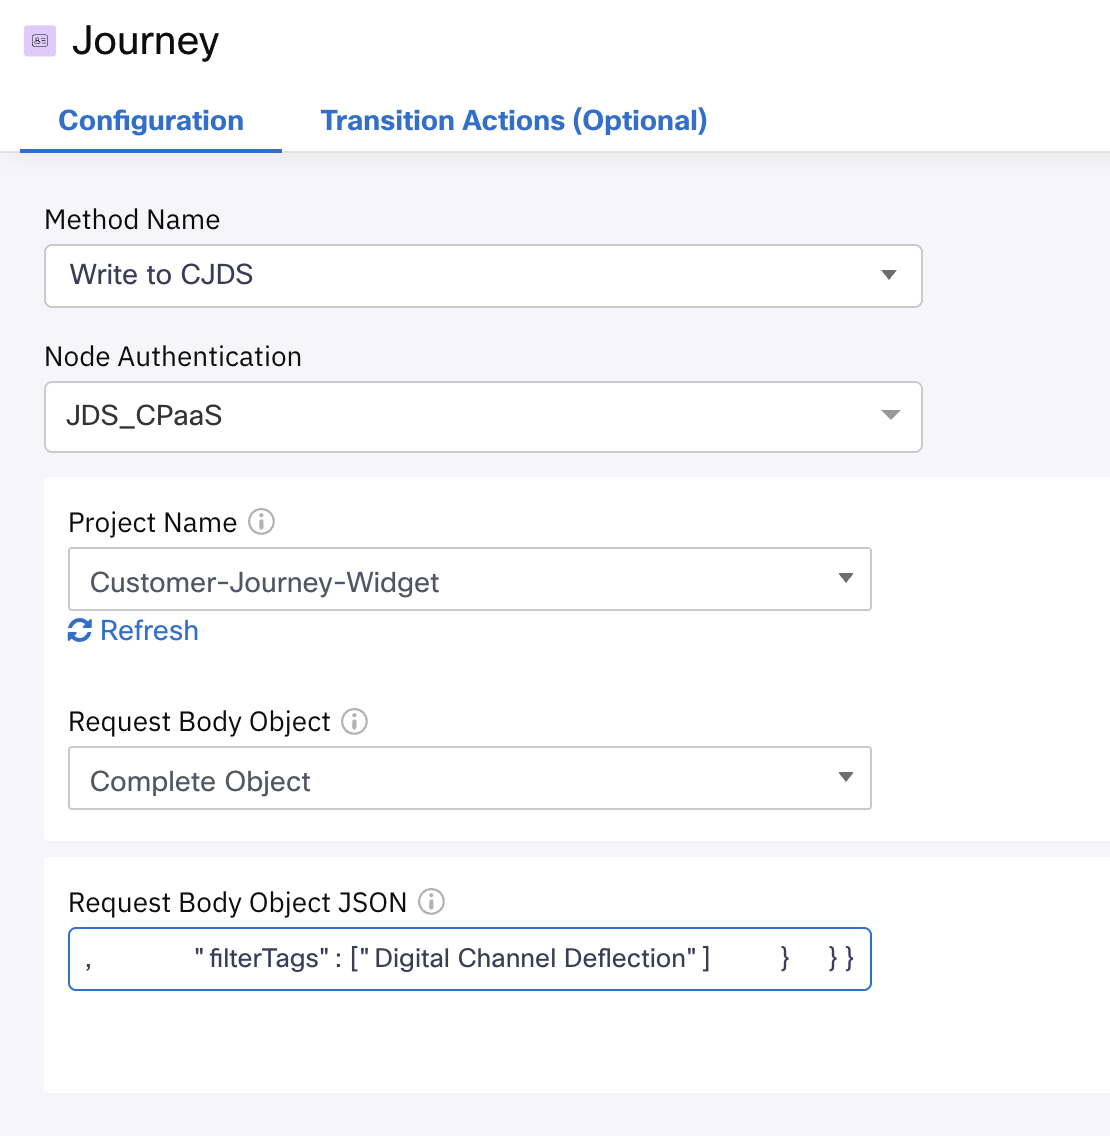 Journey
Configuration
Transition Actions (Optional)
Method Name
Write to CJDS
Node Authentication
JDS_CPaaS
Project Name
Customer-Journey-Widget
Refresh
Request Body Object
Complete Object
Request Body Object JSON
, "filterTags": ["Digital Channel Deflection"] } }}